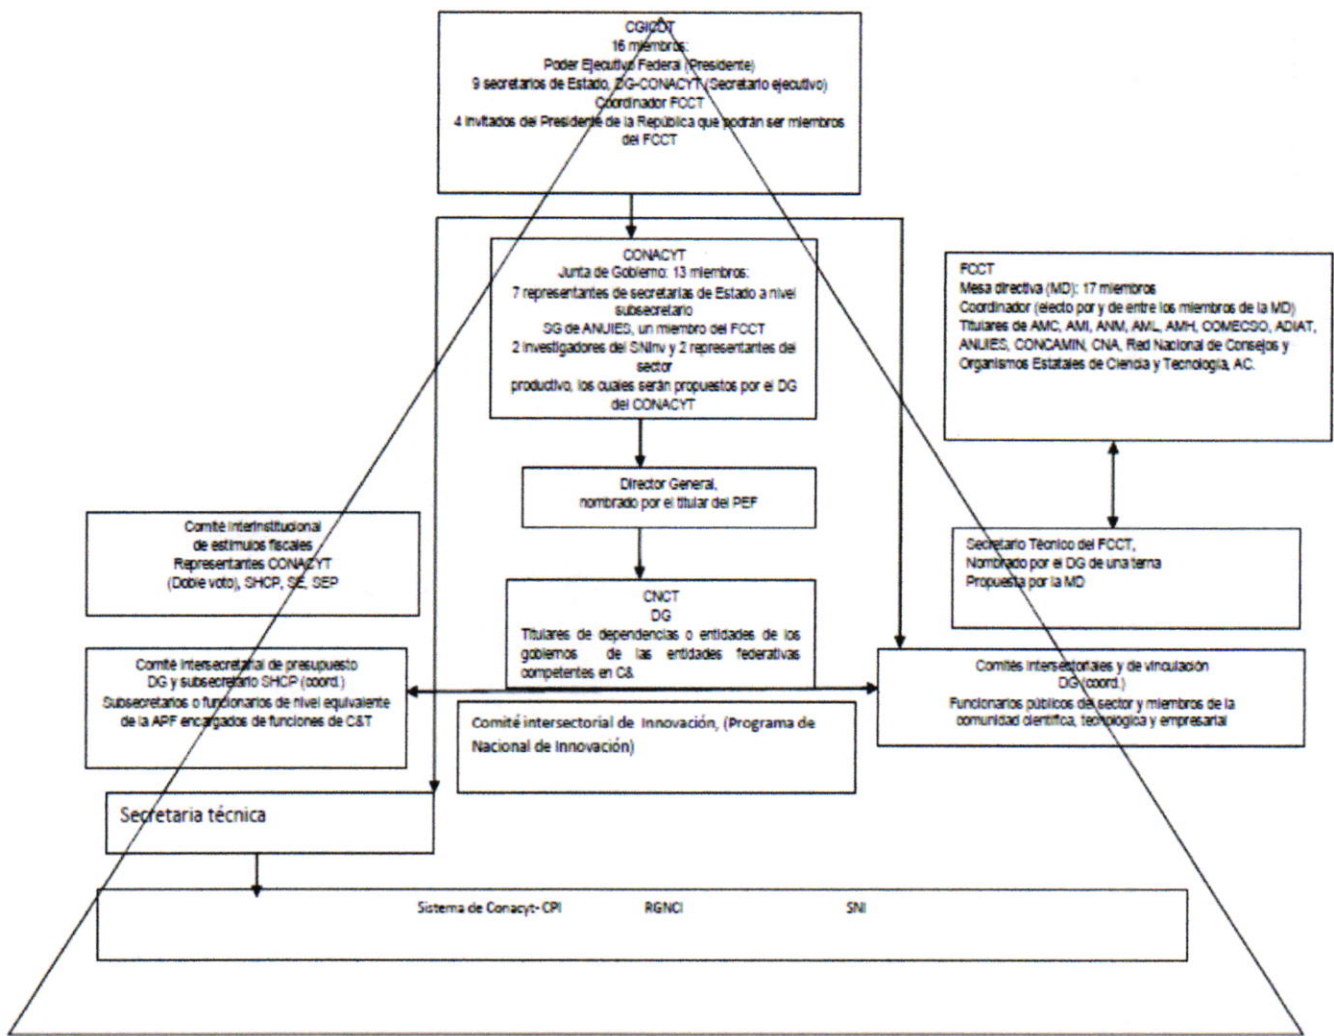 CGICDT
16 miembros:
Poder Ejecutivo Federal (Presidente)
9 secretarios de Estado, DG-CONACYT (Secretario ejecutivo)
Coordinador FCCT
4 invitados del Presidente de la República que podrán ser miembros
del FCCT
CONACYT
Junta de Gobierno: 13 miembros:
7 representantes de secretarías de Estado a nivel
subsecretario
SG de ANUIES, un miembro del FCCT
2 investigadores del SNInv y 2 representantes del
sector
productivo, los cuales serán propuestos por el DG
del CONACYT
FCCT
Mesa directiva (MD): 17 miembros
Coordinador (electo por y de entre los miembros de la MD)
Titulares de AMC, AMI, ANM, AML, AMH, COMECSO, ADIAT,
ANUIES, CONCAMIN, CNA, Red Nacional de Consejos y
Organismos Estatales de Ciencia y Tecnología, AC.
Director General,
nombrado por el titular del PEF
Comité Interinstitucional
de estímulos fiscales
Representantes CONACYT
(Doble voto), SHCP, SE, SEP
Secretario Técnico del FCCT,
Nombrado por el DG de una terna
Propuesta por la MD
CNCT
DG
Titulares de dependencias o entidades de los
gobiernos de las entidades federativas
competentes en C&
Comité Intersecretarial de presupuesto
DG y subsecretario SHCP (coord.)
Subsecretarios o funcionarios de nivel equivalente
de la APF encargados de funciones de C&T
Comités Intersectoriales y de vinculación
DG (coord.)
Funcionarios públicos del sector y miembros de la
comunidad científica, tecnológica y empresarial
Comité intersectorial de Innovación, (Programa de
Nacional de Innovación)
Secretaria técnica
Sistema de Conacyt- CPI RGNCI SNI